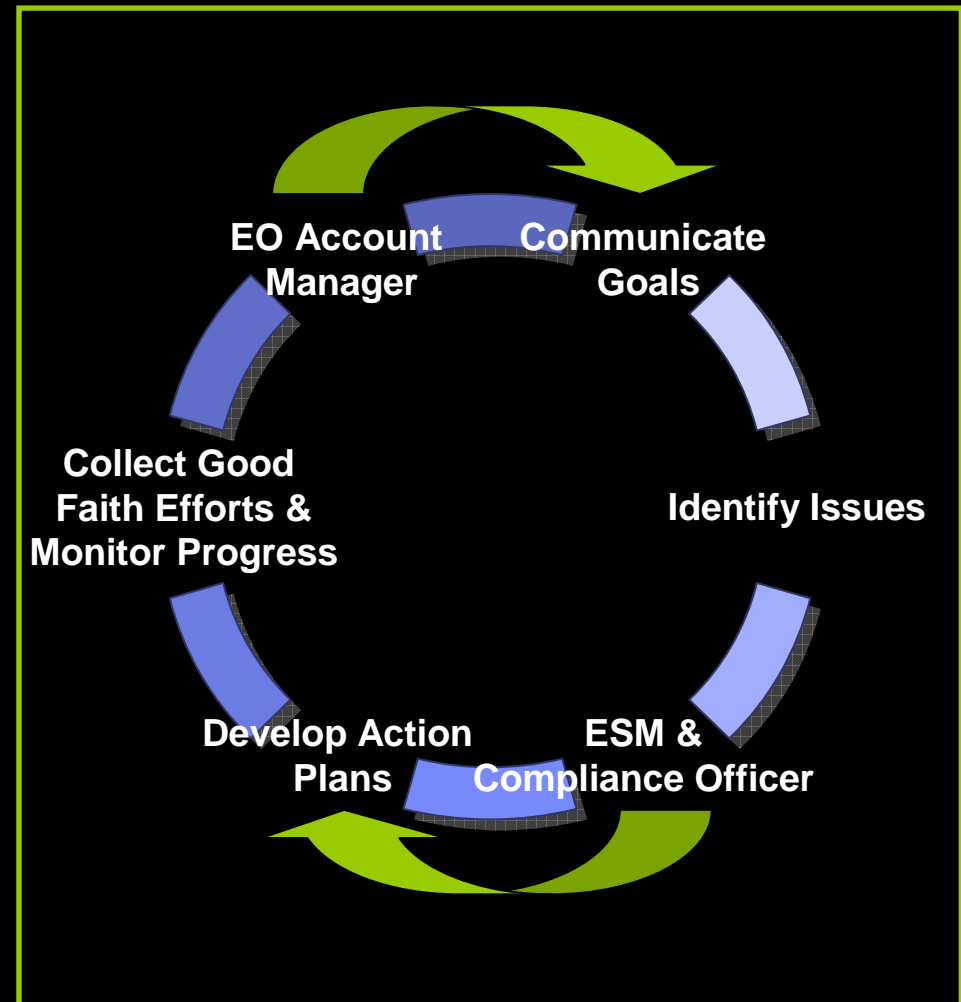 EO Account
Manager
Communicate
Goals
Collect Good
Faith Efforts &
Monitor Progress
Identify Issues
Develop Action
Plans
ESM &
Compliance Officer